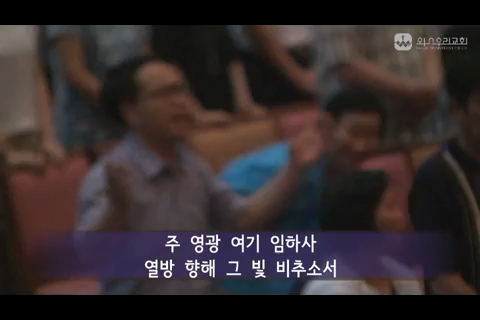 주 영광 여기 임하사
열방 향해 그 빛 비추소서